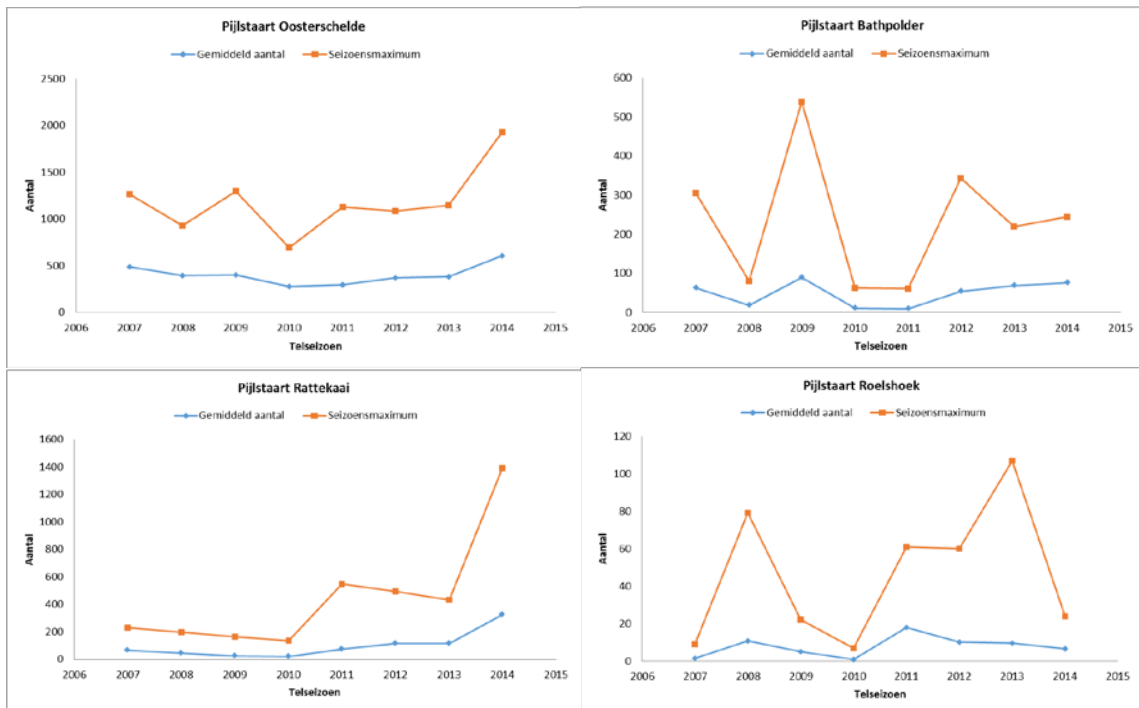 Pijlstaart Oosterschelde
Gemiddeld aantal Seizoensmaximum
2500
2000
1500
1000
500
0
Aantal
2006 2007 2008 2009 2010 2011 2012 2013 2014 2015
Telseizoen
Pijlstaart Bathpolder
Gemiddeld aantal Seizoensmaximum
600
500
400
300
200
100
0
Aantal
2006 2007 2008 2009 2010 2011 2012 2013 2014 2015
Telseizoen
Pijlstaart Rattekaai
Gemiddeld aantal Seizoensmaximum
1600
1400
1200
1000
800
600
400
200
0
Aantal
2006 2007 2008 2009 2010 2011 2012 2013 2014 2015
Telseizoen
Pijlstaart Roelshoek
Gemiddeld aantal Seizoensmaximum
120
100
80
60
40
20
0
Aantal
2006 2007 2008 2009 2010 2011 2012 2013 2014 2015
Telseizoen